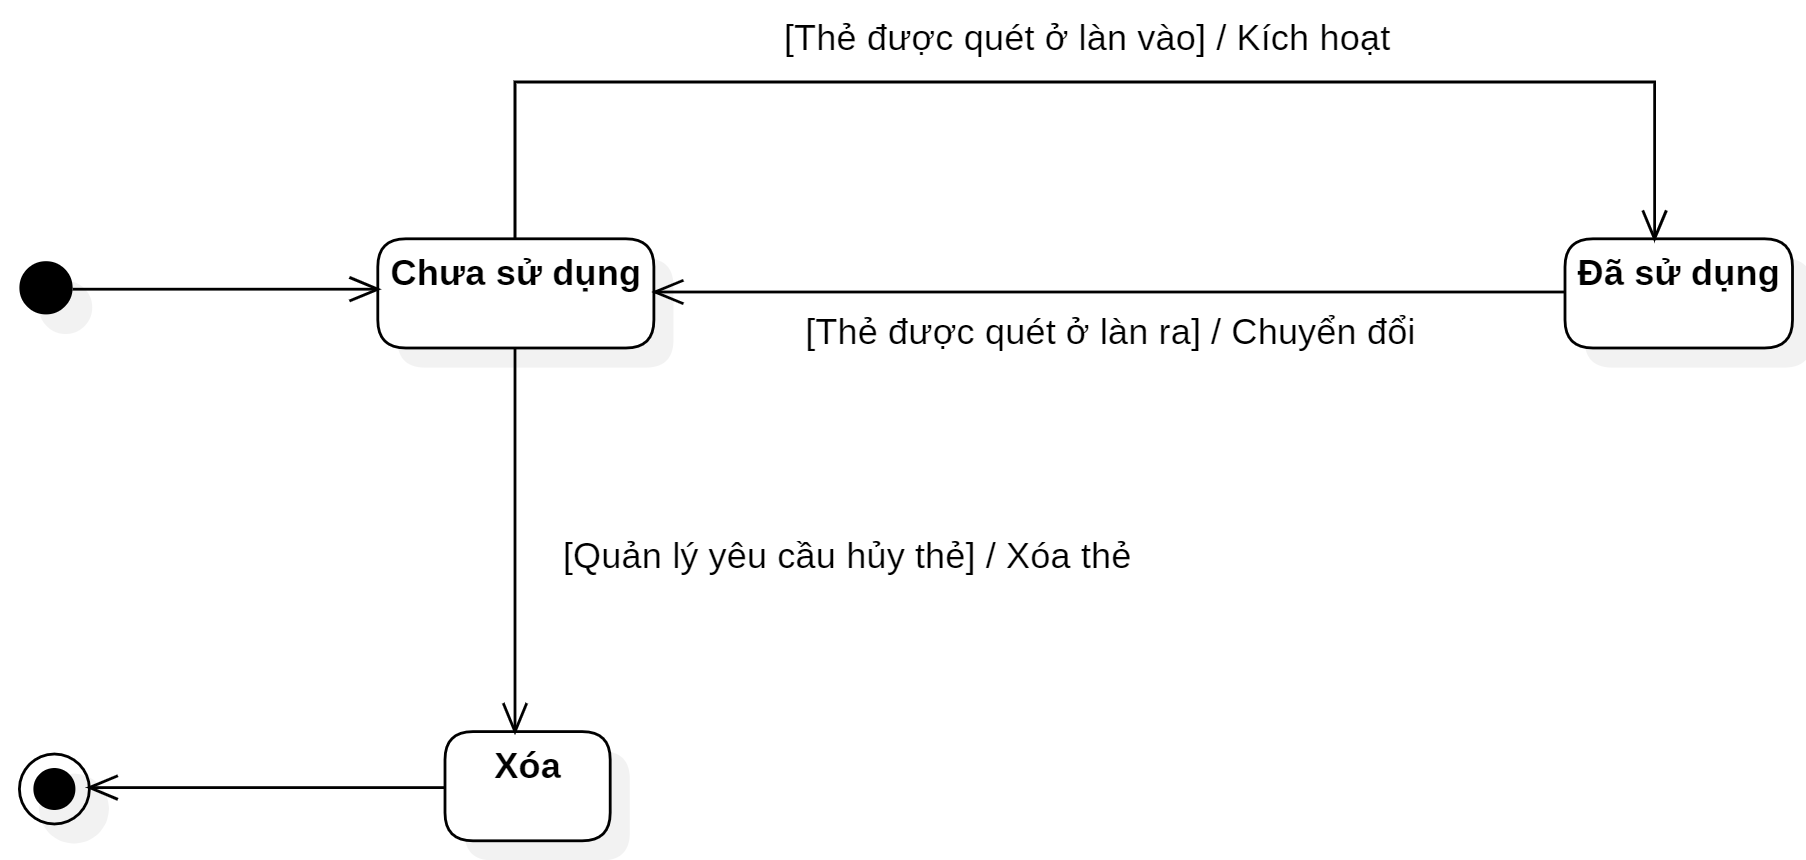 [Thẻ được quét ở làn vào] / Kích hoạt
Chưa sử dụng
Đã sử dụng
[Thẻ được quét ở làn ra] / Chuyển đổi
[Quản lý yêu cầu hủy thẻ] / Xóa thẻ
Xóa